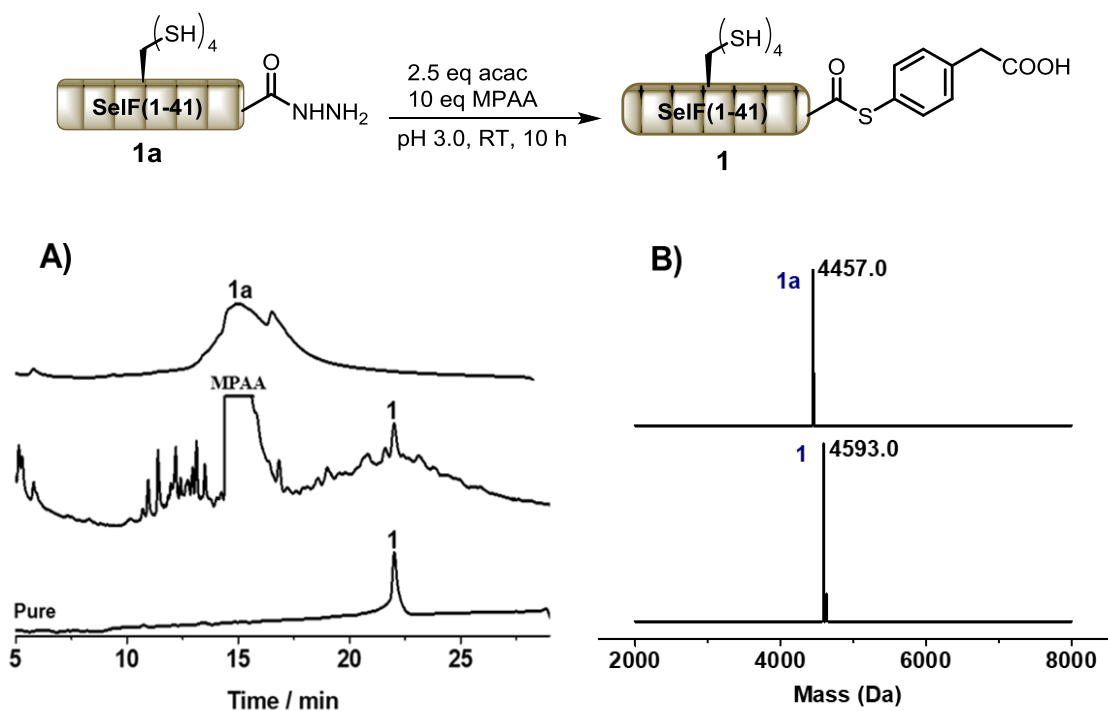 (SH)4
O
SelF(1-41)
NHNH2
1a
2.5 eq acac
10 eq MPAA
pH 3.0, RT, 10 h
(SH)4
O
SelF(1-41)
S
COOH
1
A)
1a
MPAA
1
1
Pure
5 10 15 20 25
Time / min
B)
1a 4457.0
1 4593.0
2000 4000 6000 8000
Mass (Da)